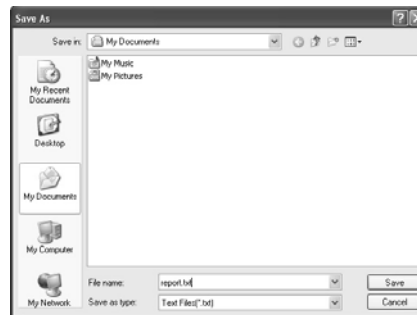 Save As
Save in: My Documents
My Recent
Documents
Desktop
My Documents
My Computer
My Network
My Music
My Pictures
File name: report.txt
Save
Save as type: Text Files(*.txt)
Cancel